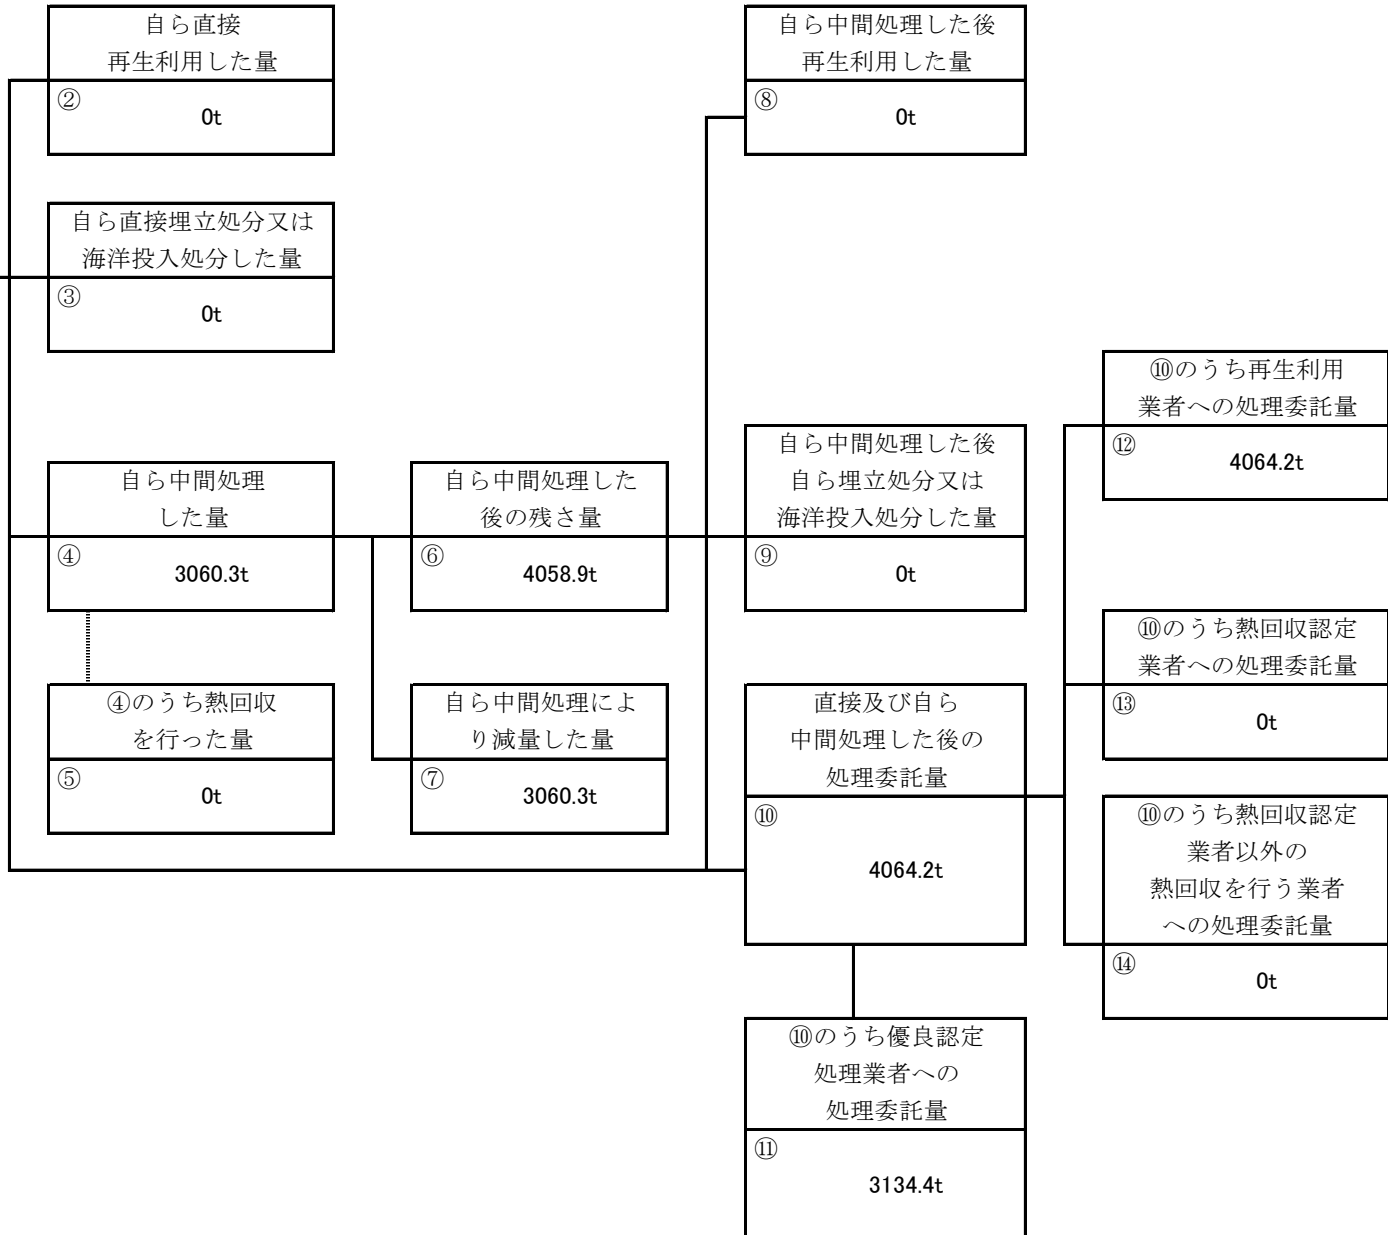 自ら直接
再生利用した量
②
0t
自ら中間処理した後
再生利用した量
⑧
0t
自ら直接埋立処分又は
海洋投入処分した量
③
0t
⑩のうち再生利用
業者への処理委託量
⑫
4064.2t
自ら中間処理
した量
④
3060.3t
自ら中間処理した
後の残さ量
⑥
4058.9t
自ら中間処理した後
自ら埋立処分又は
海洋投入処分した量
⑨
0t
⑩のうち熱回収認定
業者への処理委託量
⑬
0t
④のうち熱回収
を行った量
⑤
0t
自ら中間処理によ
り減量した量
⑦
3060.3t
直接及び自ら
中間処理した後の
処理委託量
⑩
4064.2t
⑩のうち熱回収認定
業者以外の
熱回収を行う業者
への処理委託量
⑭
0t
⑩のうち優良認定
処理業者への
処理委託量
⑪
3134.4t